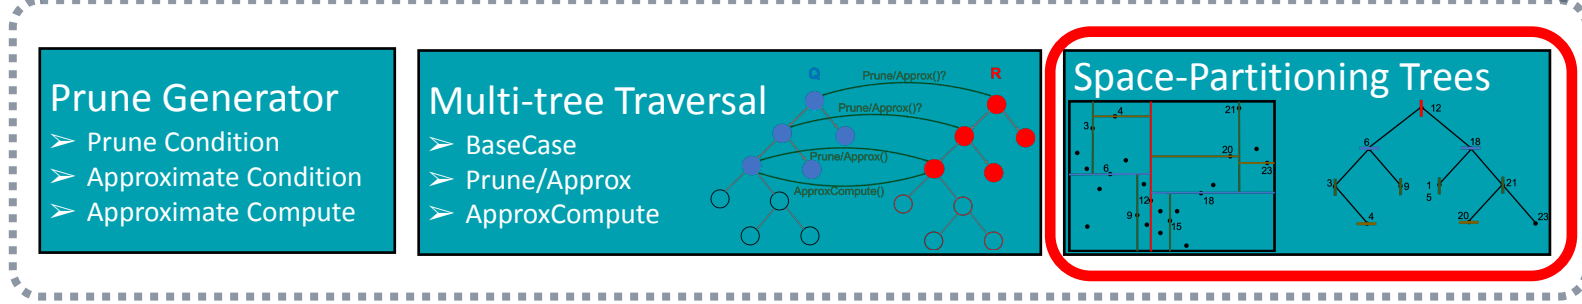 Prune Generator
➢ Prune Condition
➢ Approximate Condition
➢ Approximate Compute
Multi-tree Traversal
➢ BaseCase
➢ Prune/Approx
➢ ApproxCompute
Q
R
Prune/Approx()?
Prune/Approx()?
Prune/Approx()
ApproxCompute()
Space-Partitioning Trees
4
21
3
20
23
6
12
18
9
15
12
6
18
3
9
1
5
21
4
20
23